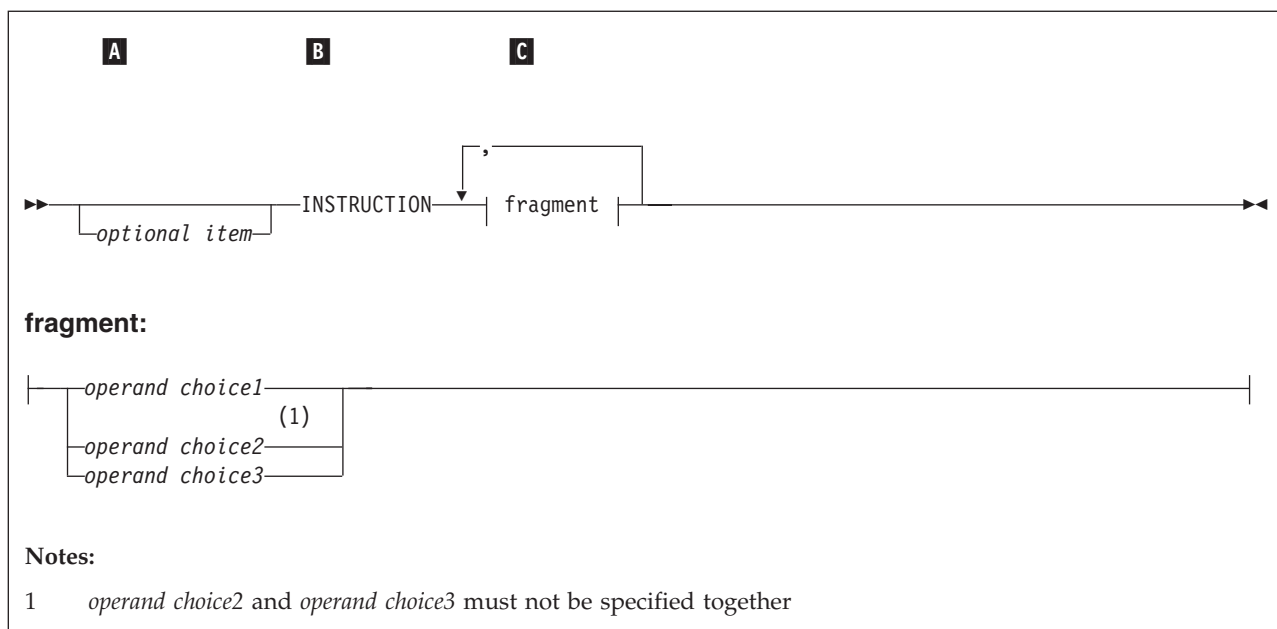 A B C
,
INSTRUCTION fragment
optional item
fragment:
operand choice1
(1)
operand choice2
operand choice3
Notes:
1 operand choice2 and operand choice3 must not be specified together